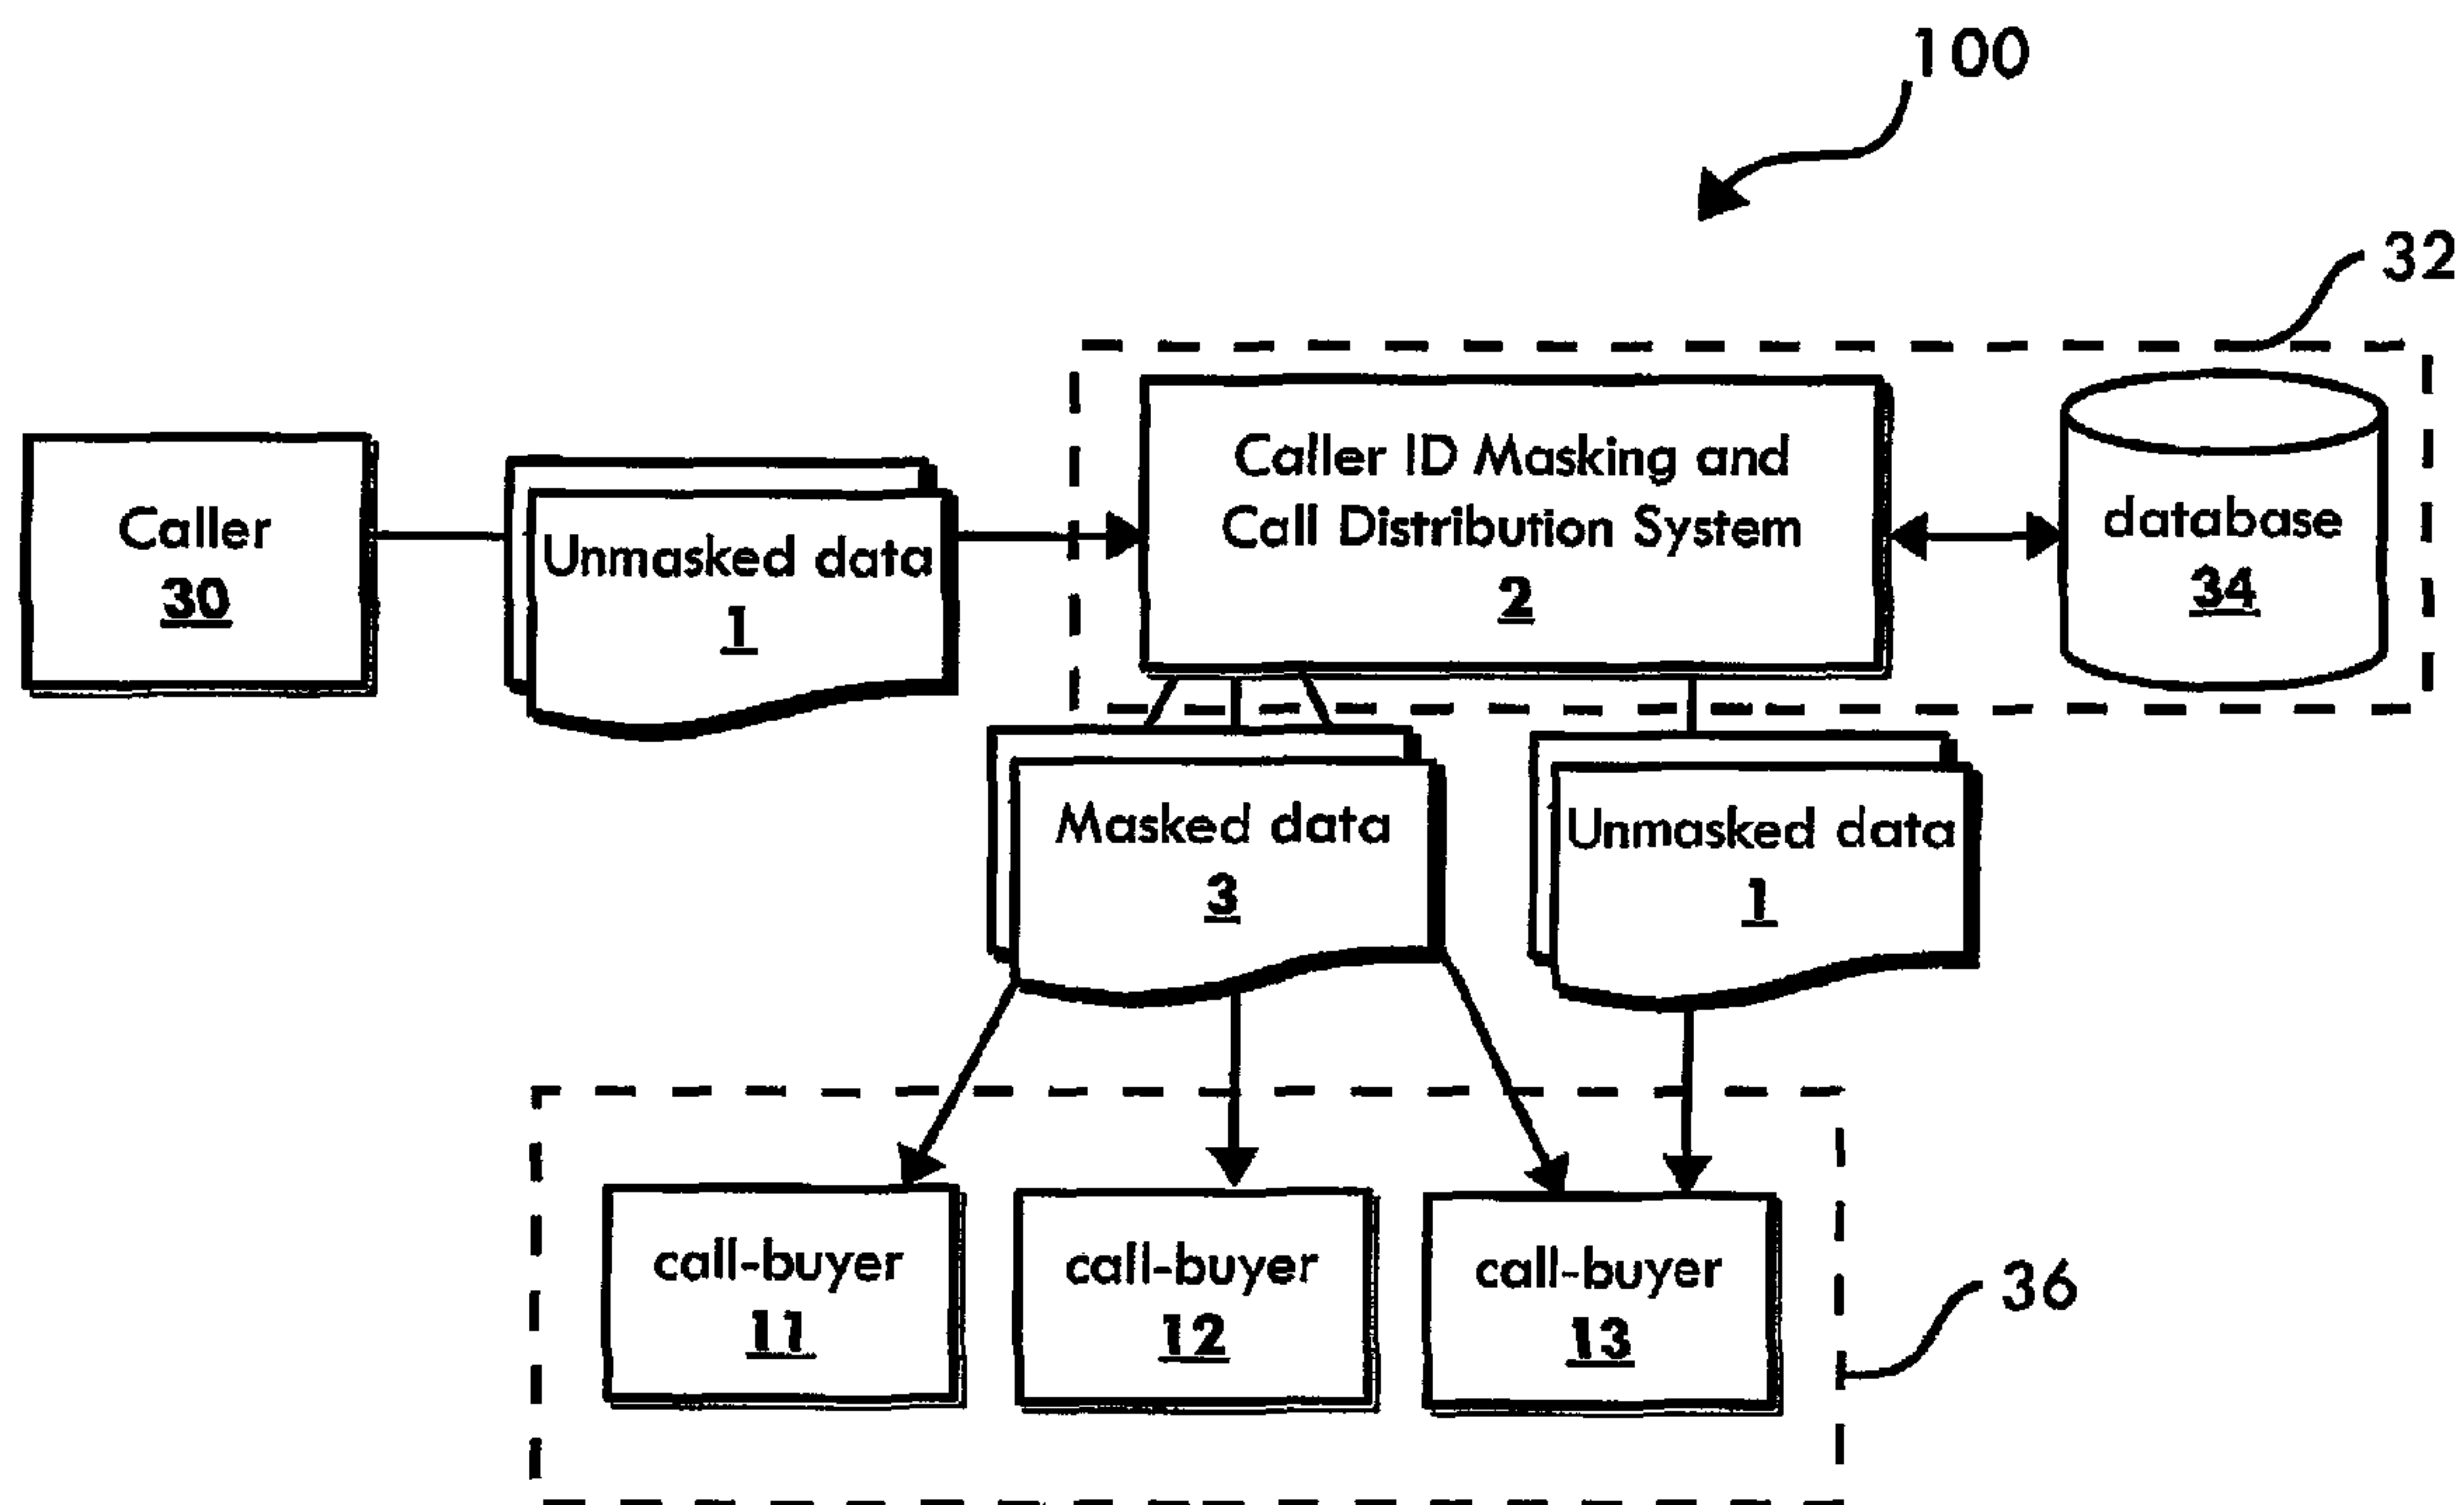 100
32
Caller ID Masking and
Call Distribution System
2
database
34
Caller
30
Unmasked data
1
Masked data
3
Unmasked data
1
call-buyer
11
call-buyer
12
call-buyer
13
36